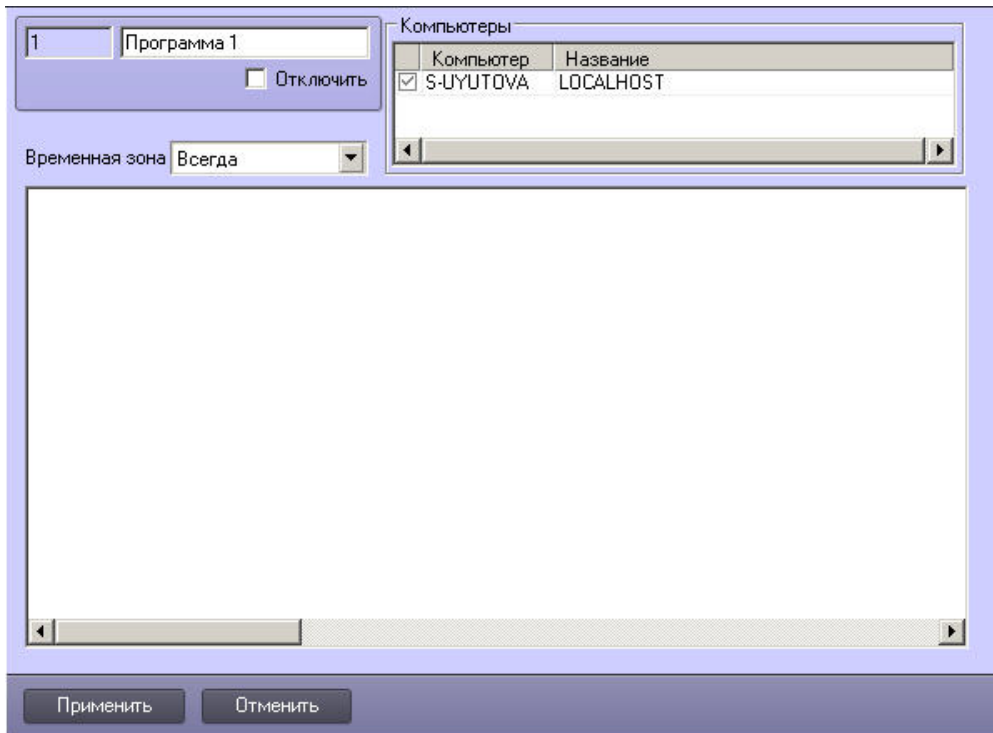 1 Программа 1
Отключить
Временная зона Всегда
Компьютеры
Компьютер Название
S-UYUTOVA LOCALHOST
Применить Отменить